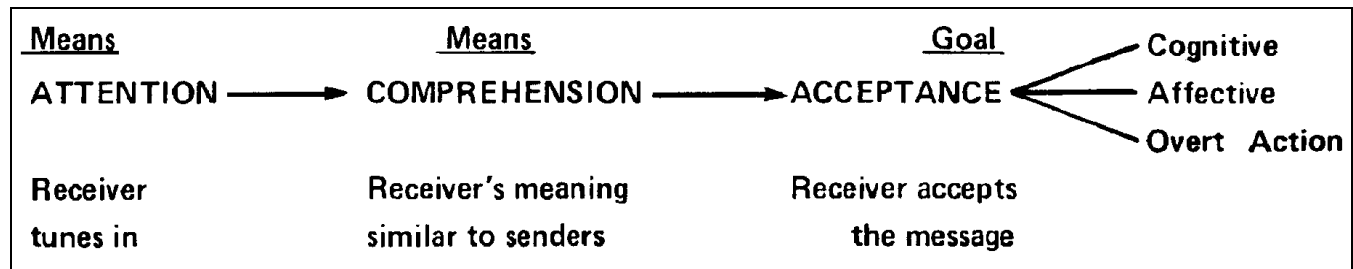 Means Means Goal
Cognitive
ATTENTION COMPREHENSION ACCEPTANCE Affective
Overt Action
Receiver Receiver's meaning Receiver accepts
tunes in similar to senders the message